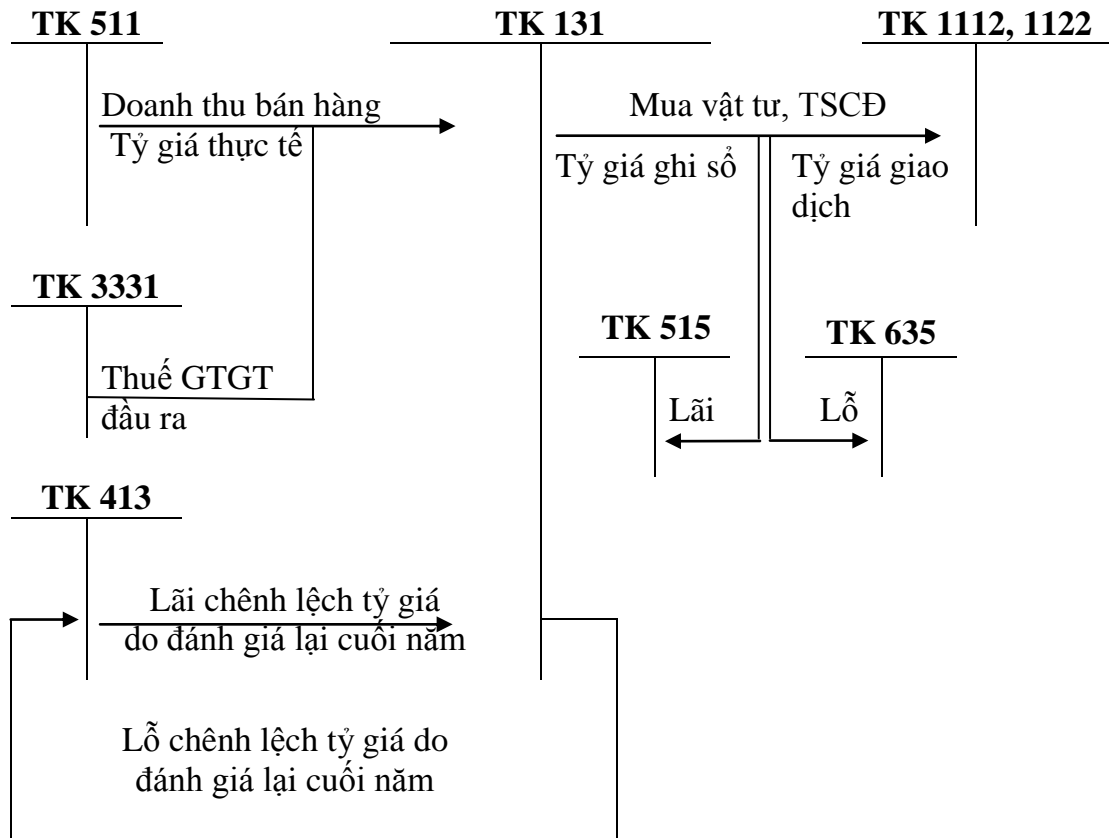 TK 511
TK 131
TK 1112, 1122
Doanh thu bán hàng
Tỷ giá thực tế
Mua vật tư, TSCĐ
Tỷ giá ghi sổ
Tỷ giá giao
dịch
TK 3331
Thuế GTGT
đầu ra
TK 515
TK 635
Lãi
Lỗ
TK 413
Lãi chênh lệch tỷ giá
do đánh giá lại cuối năm
Lỗ chênh lệch tỷ giá do
đánh giá lại cuối năm